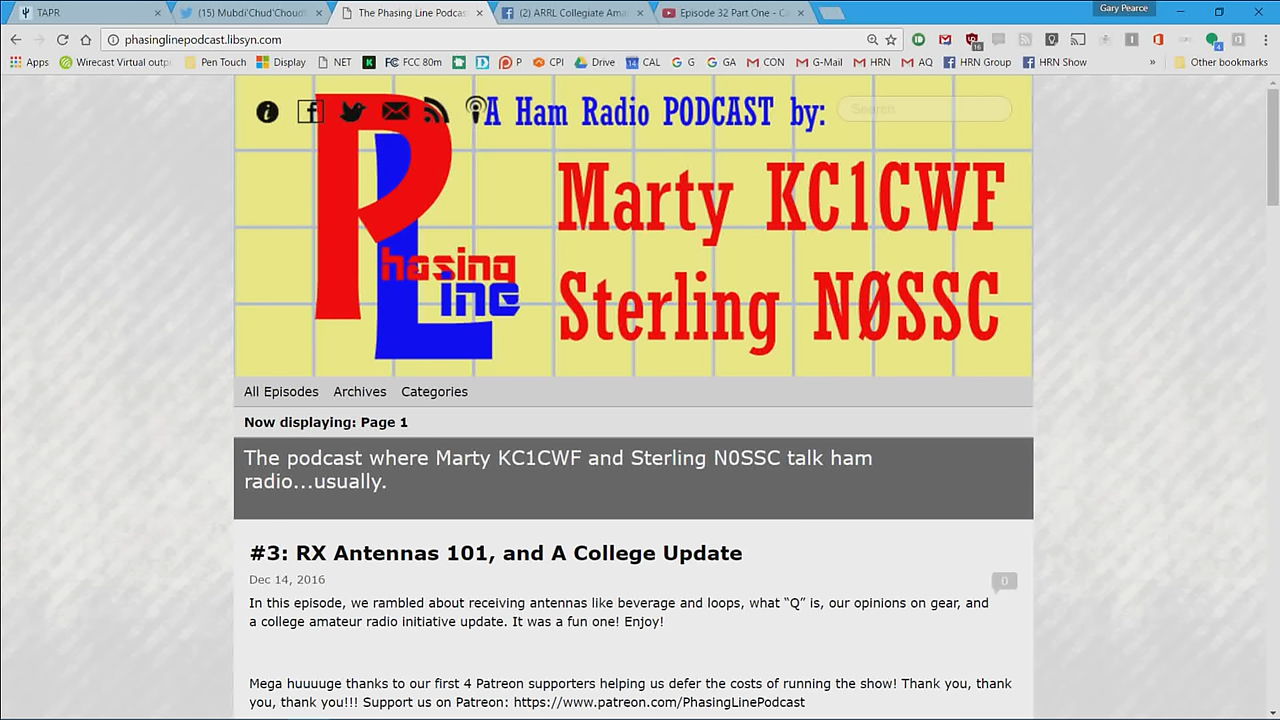 Gary Pearce
TAPR
(15) Mubdi'Chud'Choud
The Phasing Line Podcas
(2) ARRL Collegiate Ama
Episode 32 Part One - Ca
phasinglinepodcast.libsyn.com
16
4
Apps
Wirecast Virtual outp
Pen Touch
Display
NET
FCC 80m
P
CPI
Drive
14 CAL
G
GA
CON
G-Mail
HRN
AQ
HRN Group
HRN Show
»
Other bookmarks
A Ham Radio PODCAST by:
Search
Marty KC1CWF
Sterling NØSSC
Phasing
Line
All Episodes
Archives
Categories
Now displaying: Page 1
The podcast where Marty KC1CWF and Sterling N0SSC talk ham
radio...usually.
#3: RX Antennas 101, and A College Update
Dec 14, 2016
0
In this episode, we rambled about receiving antennas like beverage and loops, what “Q” is, our opinions on gear, and
a college amateur radio initiative update. It was a fun one! Enjoy!
Mega huuuuge thanks to our first 4 Patreon supporters helping us defer the costs of running the show! Thank you, thank
you, thank you!!! Support us on Patreon: https://www.patreon.com/PhasingLinePodcast